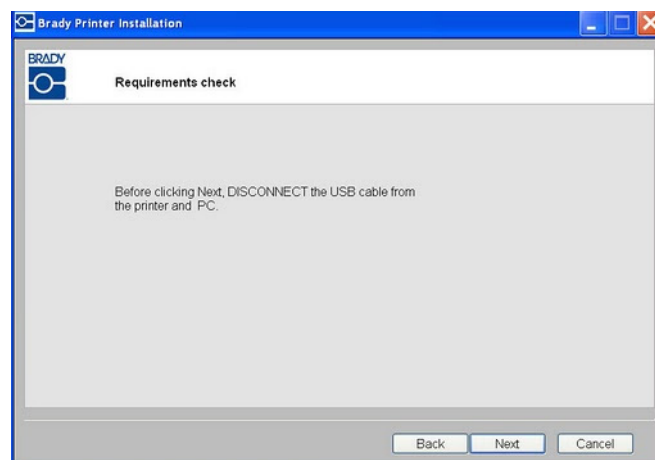 Brady Printer Installation
BRADY
Requirements check
Before clicking Next, DISCONNECT the USB cable from
the printer and PC.
Back Next Cancel